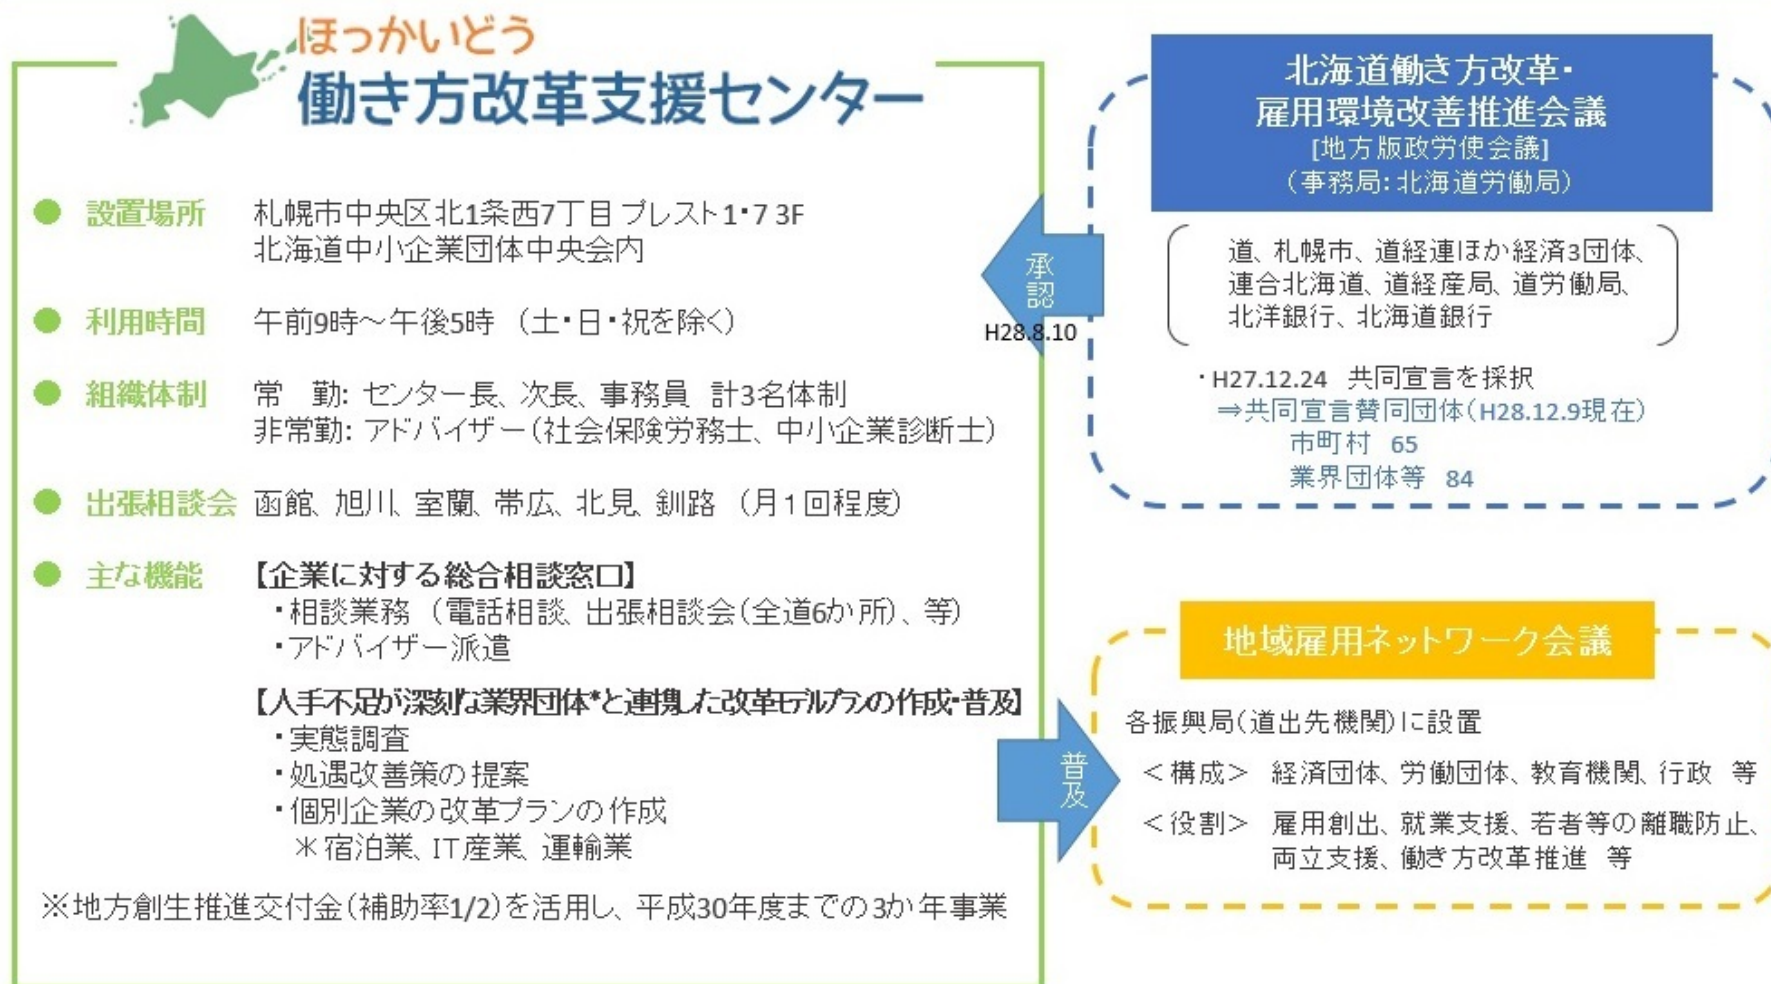 ほっかいどう
働き方改革支援センター
● 設置場所 札幌市中央区北1条西7丁目 プレスト1・7 3F
北海道中小企業団体中央会内
● 利用時間 午前9時～午後5時 （土・日・祝を除く）
● 組織体制 常　勤: センター長、次長、事務員 計3名体制
非常勤: アドバイザー（社会保険労務士、中小企業診断士）
● 出張相談会 函館、旭川、室蘭、帯広、北見、釧路 （月1回程度）
● 主な機能 【企業に対する総合相談窓口】
・相談業務 （電話相談、出張相談会（全道6か所）、等）
・アドバイザー派遣
【人手不足が深刻な業界団体*と連携した改革モデルプランの作成・普及】
・実態調査
・処遇改善策の提案
・個別企業の改革プランの作成
＊宿泊業、IT産業、運輸業
※地方創生推進交付金（補助率1/2）を活用し、平成30年度までの3か年事業
承認
H28.8.10
北海道働き方改革・
雇用環境改善推進会議
[地方版政労使会議]
（事務局: 北海道労働局）
道、札幌市、道経連ほか経済3団体、
連合北海道、道経産局、道労働局、
北洋銀行、北海道銀行
・H27.12.24 共同宣言を採択
⇒共同宣言賛同団体（H28.12.9現在）
市町村 65
業界団体等 84
普及
地域雇用ネットワーク会議
各振興局（道出先機関）に設置
＜構成＞ 経済団体、労働団体、教育機関、行政 等
＜役割＞ 雇用創出、就業支援、若者等の離職防止、
両立支援、働き方改革推進 等